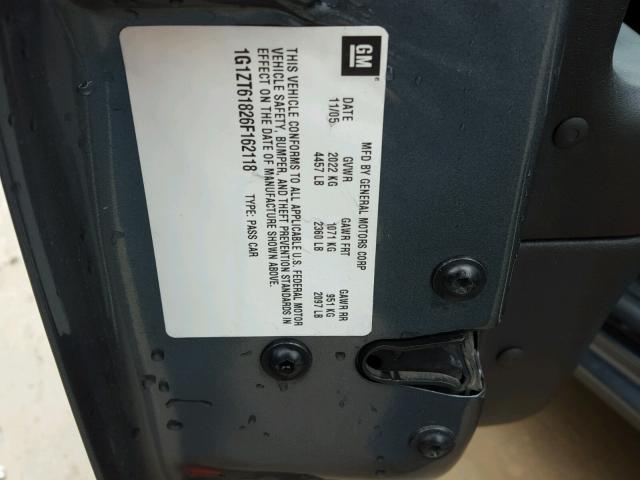 GM
MFD BY GENERAL MOTORS CORP
DATE GVWR GAWR FRT GAWR RR
11/05 2022 KG 1071 KG 951 KG
4457 LB 2360 LB 2097 LB
THIS VEHICLE CONFORMS TO ALL APPLICABLE U.S. FEDERAL MOTOR
VEHICLE SAFETY, BUMPER, AND THEFT PREVENTION STANDARDS IN
EFFECT ON THE DATE OF MANUFACTURE SHOWN ABOVE.
1G1ZT61826F162118 TYPE: PASS CAR